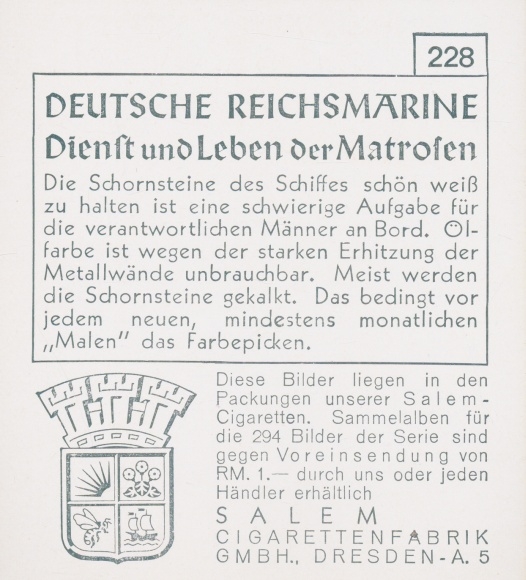 228
DEUTSCHE REICHSMARINE
Dienst und Leben der Matrosen
Die Schornsteine des Schiffes schön weiß
zu halten ist eine schwierige Aufgabe für
die verantwortlichen Männer an Bord. Öl-
farbe ist wegen der starken Erhitzung der
Metallwände unbrauchbar. Meist werden
die Schornsteine gekalkt. Das bedingt vor
jedem neuen, mindestens monatlichen
„Malen" das Farbepicken.
Diese Bilder liegen in den
Packungen unserer Salem-
Cigaretten. Sammelalben für
die 294 Bilder der Serie sind
gegen Voreinsendung von
RM. 1.— durch uns oder jeden
Händler erhältlich
SALEM
CIGARETTENFABRIK
GMBH., DRESDEN-A. 5